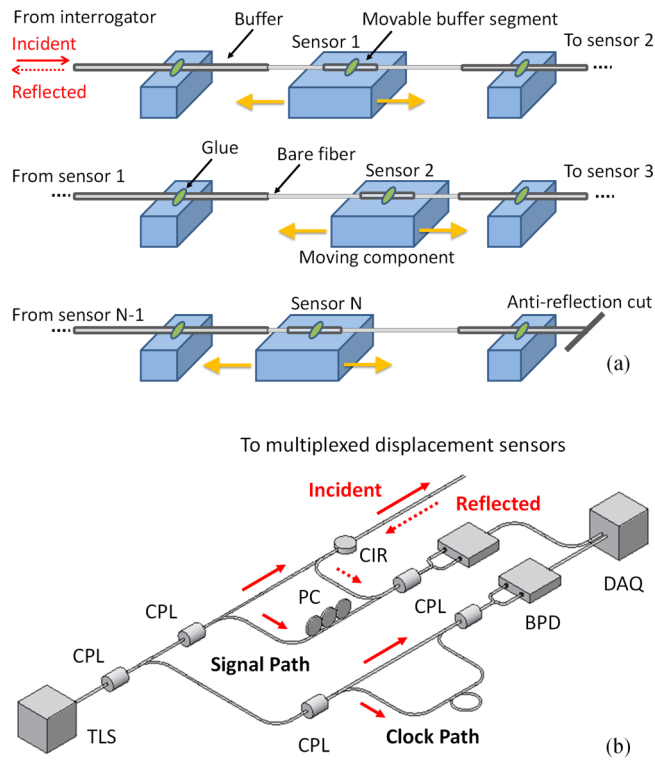 From interrogator
Buffer
Movable buffer segment
Incident
Sensor 1
To sensor 2
Reflected
Glue
Bare fiber
From sensor 1
Sensor 2
To sensor 3
Moving component
From sensor N-1
Sensor N
Anti-reflection cut
(a)
To multiplexed displacement sensors
Incident
Reflected
CIR
DAQ
PC
CPL
CPL
BPD
CPL
Signal Path
TLS
CPL
Clock Path
(b)